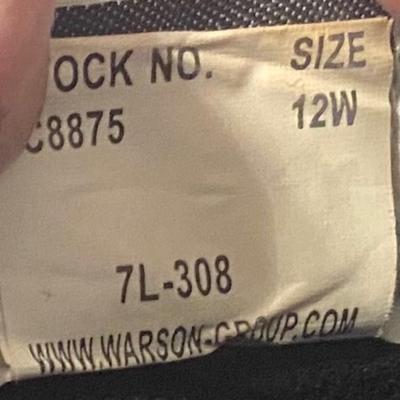 OCK NO. SIZE
C8875 12W
7L-308
WWW.WARSON-GROUP.COM